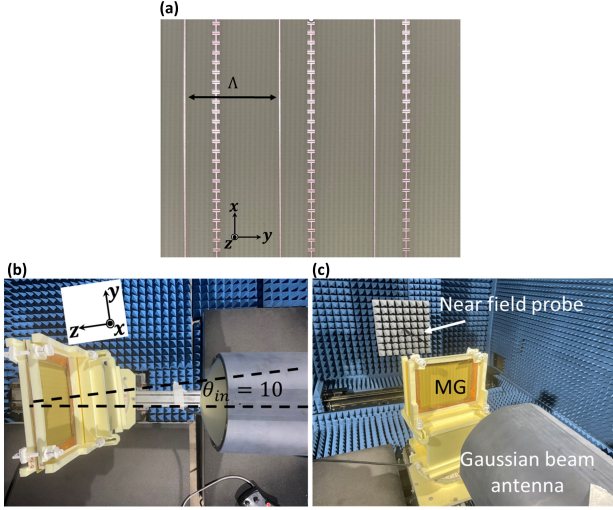 (a)
Λ
x
z
y
(b)
y
z
x
θin = 10
(c)
Near field probe
MG
Gaussian beam
antenna